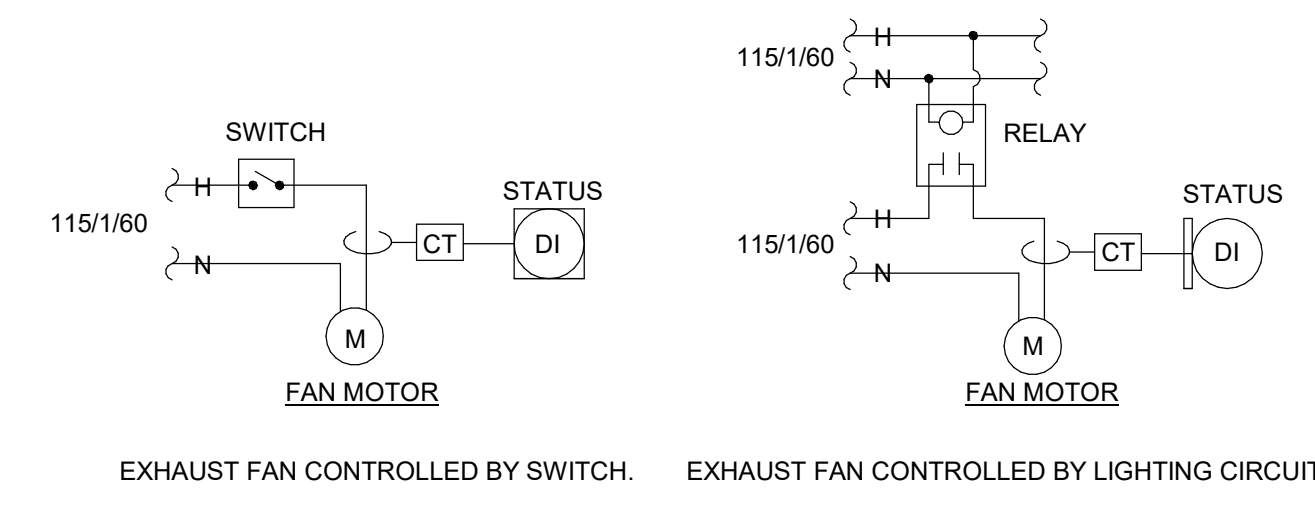 SWITCH
H
115/1/60
N
CT
STATUS
DI
M
FAN MOTOR
EXHAUST FAN CONTROLLED BY SWITCH.
115/1/60
H
N
RELAY
115/1/60
H
N
CT
STATUS
DI
M
FAN MOTOR
EXHAUST FAN CONTROLLED BY LIGHTING CIRCUIT